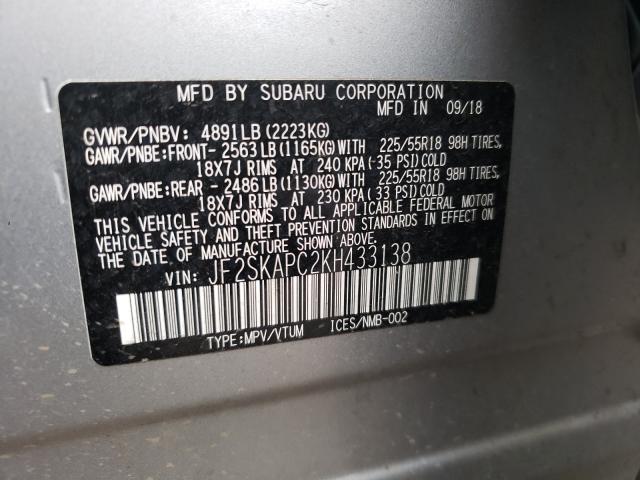 MFD BY SUBARU CORPORATION
MFD IN 09/18
GVWR/PNBV: 4891LB (2223KG)
GAWR/PNBE:FRONT- 2563 LB (1165KG) WITH 225/55R18 98H TIRES,
18X7J RIMS AT 240 KPA (-35 PSI) COLD
GAWR/PNBE:REAR - 2486 LB (1130KG) WITH 225/55R18 98H TIRES,
18X7J RIMS AT 230 KPA (33 PSI) COLD
THIS VEHICLE CONFORMS TO ALL APPLICABLE FEDERAL MOTOR
VEHICLE SAFETY AND THEFT PREVENTION STANDARDS IN EFFECT ON
THE DATE OF MANUFACTURE SHOWN ABOVE.
VIN: JF2SKAPC2KH433138
TYPE:MPV/VTUM ICES/NMB-002